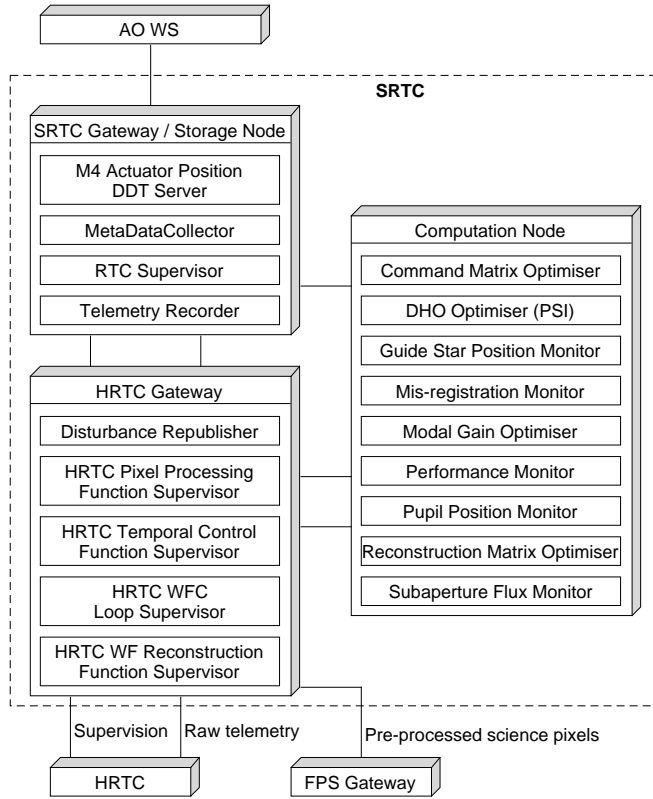 AO WS
SRTC
SRTC Gateway / Storage Node
M4 Actuator Position
DDT Server
MetaDataCollector
RTC Supervisor
Telemetry Recorder
HRTC Gateway
Disturbance Republisher
HRTC Pixel Processing
Function Supervisor
HRTC Temporal Control
Function Supervisor
HRTC WFC
Loop Supervisor
HRTC WF Reconstruction
Function Supervisor
Computation Node
Command Matrix Optimiser
DHO Optimiser (PSI)
Guide Star Position Monitor
Mis-registration Monitor
Modal Gain Optimiser
Performance Monitor
Pupil Position Monitor
Reconstruction Matrix Optimiser
Subaperture Flux Monitor
Supervision
Raw telemetry
Pre-processed science pixels
HRTC
FPS Gateway